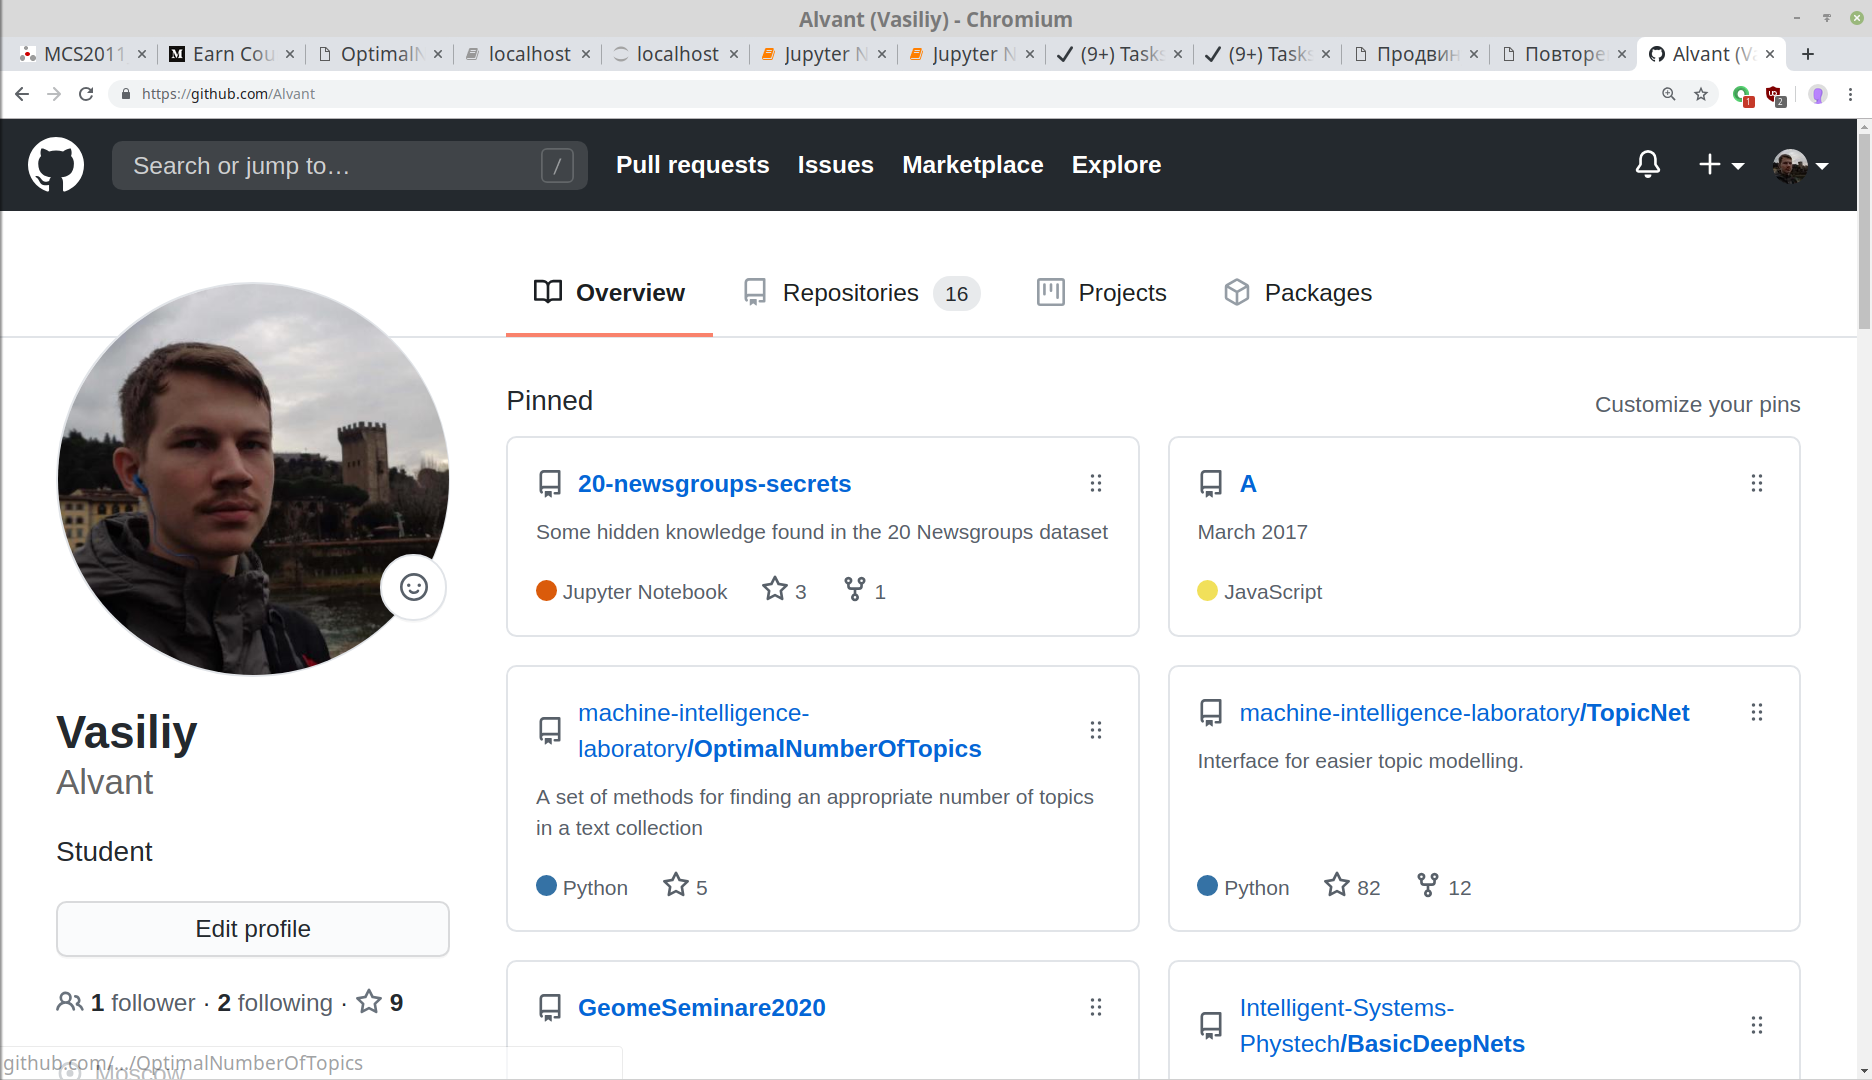 Alvant (Vasiliy) - Chromium
MCS2011 Earn Cou OptimalN localhost localhost Jupyter N Jupyter N (9+) Tasks (9+) Tasks Продвин Повторе Alvant (Va
https://github.com/Alvant 1 2
Search or jump to… / Pull requests Issues Marketplace Explore
Overview Repositories 16 Projects Packages
Pinned Customize your pins
20-newsgroups-secrets
Some hidden knowledge found in the 20 Newsgroups dataset
Jupyter Notebook 3 1
A
March 2017
JavaScript
machine-intelligence-
laboratory/OptimalNumberOfTopics
A set of methods for finding an appropriate number of topics
in a text collection
Python 5
machine-intelligence-laboratory/TopicNet
Interface for easier topic modelling.
Python 82 12
GeomeSeminare2020
Intelligent-Systems-
Phystech/BasicDeepNets
Vasiliy
Alvant
Student
Edit profile
1 follower · 2 following · 9
Moscow
github.com/.../OptimalNumberOfTopics